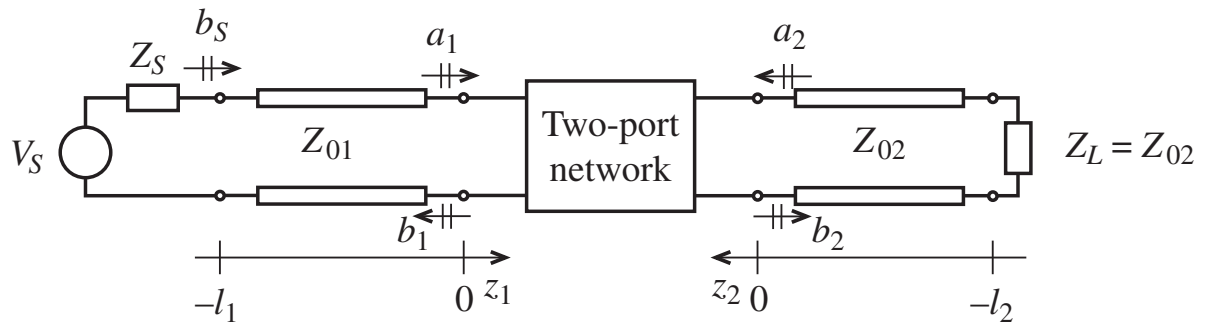 b_S
Z_S
a_1
a_2
V_S
Z_01
Two-port
network
Z_02
Z_L = Z_02
b_1
b_2
–l_1
0
z_1
z_2
0
–l_2